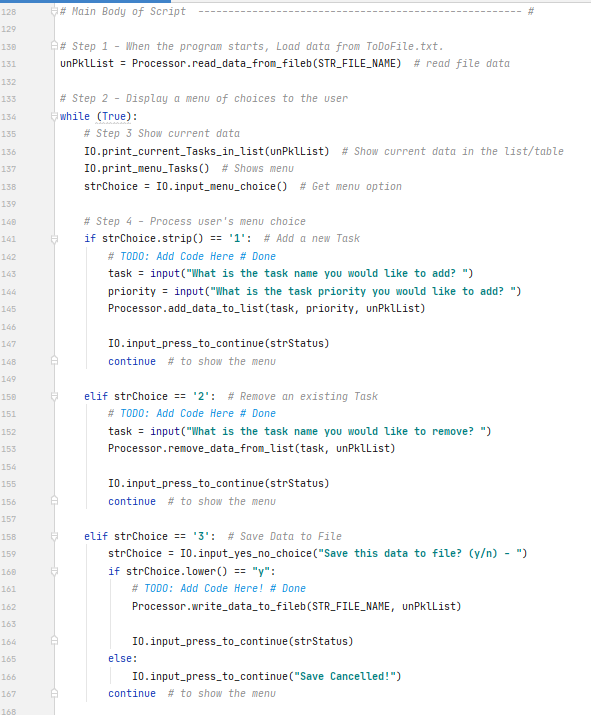 128 # Main Body of Script ------------------------------------------------------ #
129
130 # Step 1 - When the program starts, Load data from ToDoFile.txt.
131 unPklList = Processor.read_data_from_fileb(STR_FILE_NAME)  # read file data
132
133 # Step 2 - Display a menu of choices to the user
134 while (True):
135     # Step 3 Show current data
136     IO.print_current_Tasks_in_list(unPklList)  # Show current data in the list/table
137     IO.print_menu_Tasks()  # Shows menu
138     strChoice = IO.input_menu_choice()  # Get menu option
139
140     # Step 4 - Process user's menu choice
141     if strChoice.strip() == '1':  # Add a new Task
142         # TODO: Add Code Here # Done
143         task = input("What is the task name you would like to add? ")
144         priority = input("What is the task priority you would like to add? ")
145         Processor.add_data_to_list(task, priority, unPklList)
146
147         IO.input_press_to_continue(strStatus)
148         continue  # to show the menu
149
150     elif strChoice == '2':  # Remove an existing Task
151         # TODO: Add Code Here # Done
152         task = input("What is the task name you would like to remove? ")
153         Processor.remove_data_from_list(task, unPklList)
154
155         IO.input_press_to_continue(strStatus)
156         continue  # to show the menu
157
158     elif strChoice == '3':  # Save Data to File
159         strChoice = IO.input_yes_no_choice("Save this data to file? (y/n) - ")
160         if strChoice.lower() == "y":
161             # TODO: Add Code Here! # Done
162             Processor.write_data_to_fileb(STR_FILE_NAME, unPklList)
163
164             IO.input_press_to_continue(strStatus)
165         else:
166             IO.input_press_to_continue("Save Cancelled!")
167         continue  # to show the menu
168